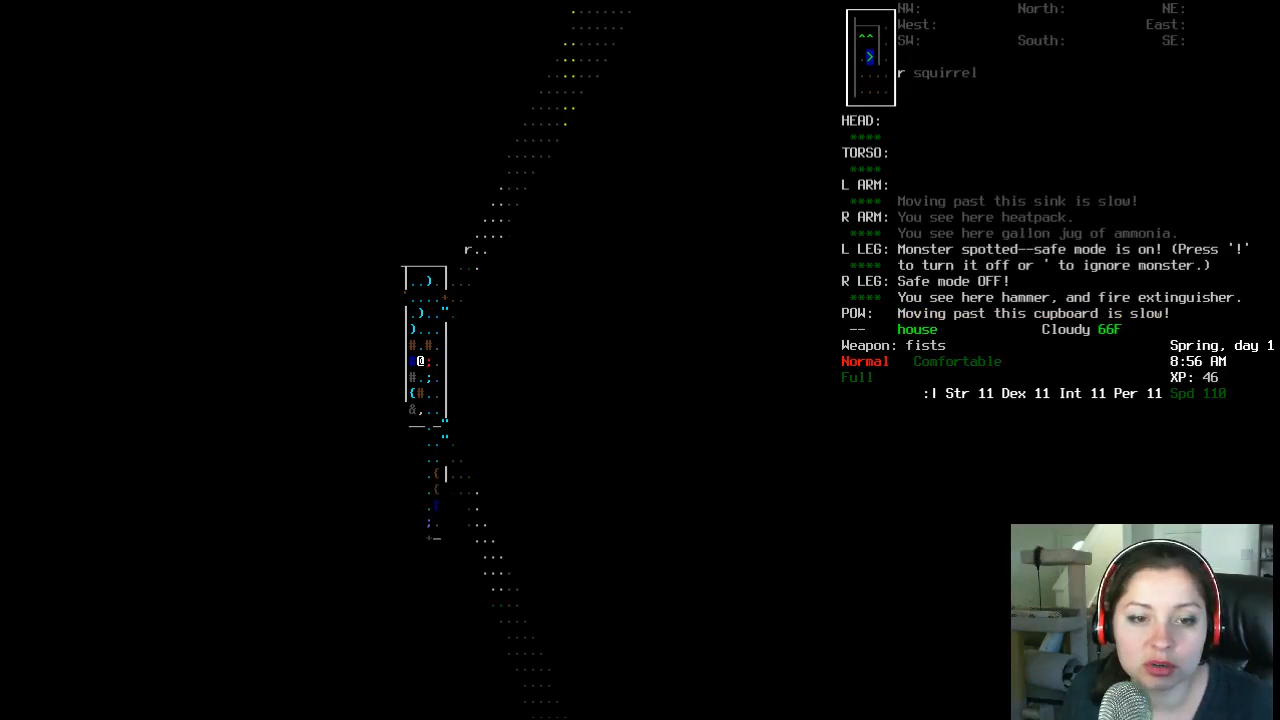 NW: North: NE:
West: East:
SW: South: SE:
r squirrel
HEAD:
****
TORSO:
****
L ARM:
**** Moving past this sink is slow!
R ARM: You see here heatpack.
**** You see here gallon jug of ammonia.
L LEG: Monster spotted--safe mode is on! (Press '!'
**** to turn it off or ' to ignore monster.)
R LEG: Safe mode OFF!
**** You see here hammer, and fire extinguisher.
POW: Moving past this cupboard is slow!
-- house Cloudy 66F
Weapon: fists Spring, day 1
Normal Comfortable 8:56 AM
Full XP: 46
:| Str 11 Dex 11 Int 11 Per 11 Spd 110